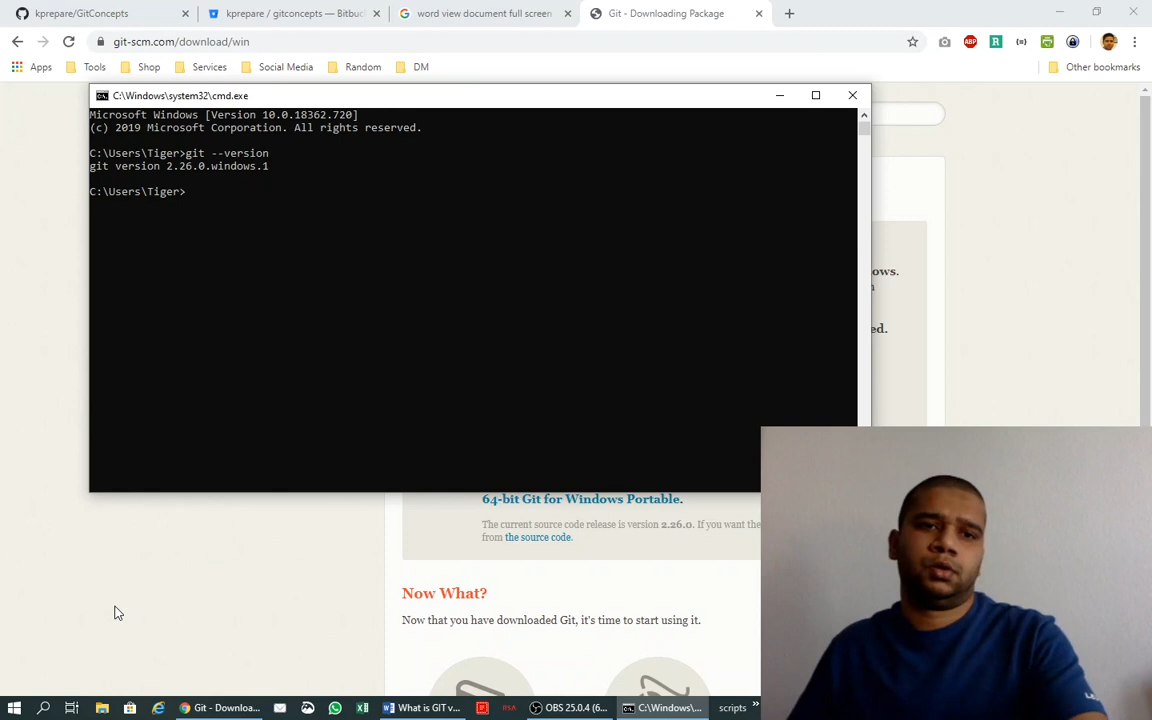 kprepare/GitConcepts
kprepare / gitconcepts — Bitbuc
word view document full screen
Git - Downloading Package
git-scm.com/download/win
Apps
Tools
Shop
Services
Social Media
Random
DM
Other bookmarks
C:\Windows\system32\cmd.exe
Microsoft Windows [Version 10.0.18362.720]
(c) 2019 Microsoft Corporation. All rights reserved.
C:\Users\Tiger>git --version
git version 2.26.0.windows.1
C:\Users\Tiger>
ows.
ed.
64-bit Git for Windows Portable.
The current source code release is version 2.26.0. If you want the
from the source code.
Now What?
Now that you have downloaded Git, it's time to start using it.
Git - Downloa...
What is GIT v...
RSA
OBS 25.0.4 (6...
C:\Windows\...
scripts